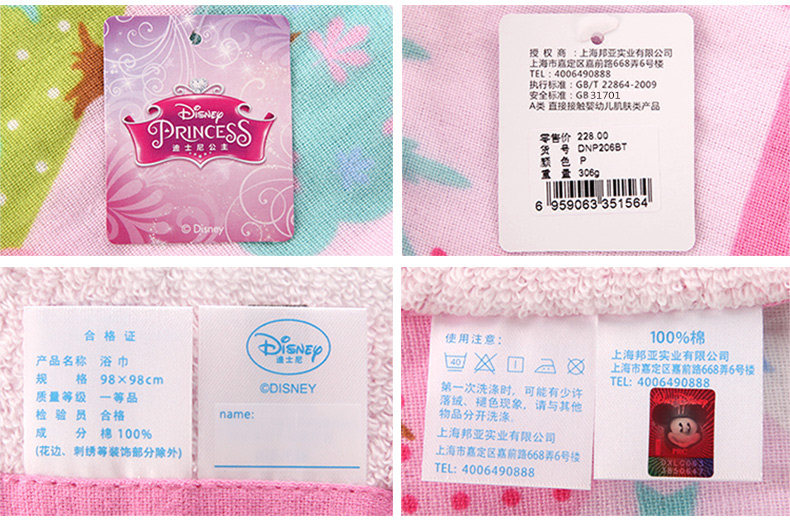 Disney
PRINCESS
迪士尼公主
© Disney
授 权 商 : 上海邦亚实业有限公司
上海市嘉定区嘉前路668弄6号楼
TEL: 4006490888
执行标准: GB/T 22864-2009
安全标准: GB 31701
A类 直接接触婴幼儿肌肤类产品
零售价 228.00
货 号 DNP206BT
颜 色 P
重 量 306g
6 959063 351564
合 格 证
产品名称 浴巾
规 格 98×98cm
质量等级 一等品
检 验 员 合格
成 分 棉 100%
(花边、刺绣等装饰部分除外)
Disney
迪士尼
©DISNEY
name:
使用注意:
40
第一次洗涤时, 可能有少许
落绒、褪色现象, 请与其他
物品分开洗涤
上海邦亚实业有限公司
上海市嘉定区嘉前路668弄6号楼
TEL: 4006490888
100%棉
上海邦亚实业有限公司
上海市嘉定区嘉前路668弄6号楼
TEL: 4006490888